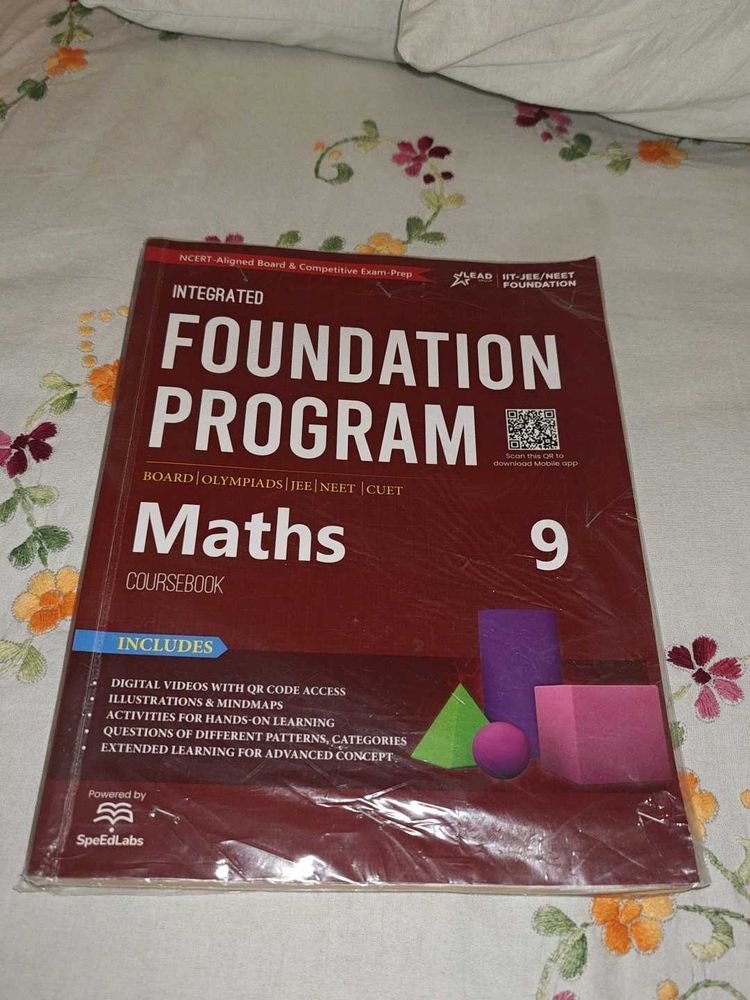 NCERT-Aligned Board & Competitive Exam-Prep
LEAD
IIT-JEE/NEET
FOUNDATION
INTEGRATED
FOUNDATION
PROGRAM
Scan this QR to
download Mobile app
BOARD|OLYMPIADS|JEE|NEET |CUET
Maths
9
COURSEBOOK
INCLUDES
• DIGITAL VIDEOS WITH QR CODE ACCESS
• ILLUSTRATIONS & MINDMAPS
• ACTIVITIES FOR HANDS-ON LEARNING
• QUESTIONS OF DIFFERENT PATTERNS, CATEGORIES
• EXTENDED LEARNING FOR ADVANCED CONCEPT
Powered by
SpeEdLabs